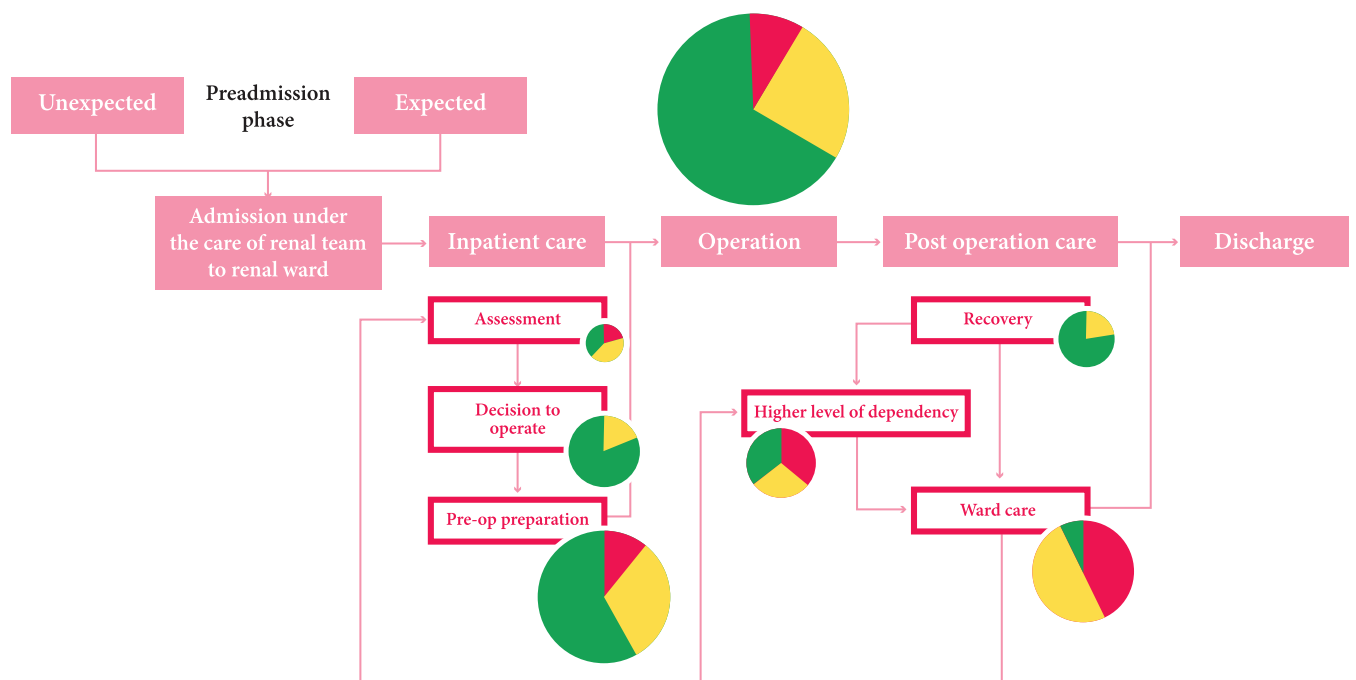 Unexpected
Preadmission
phase
Expected
Admission under
the care of renal team
to renal ward
Inpatient care
Operation
Post operation care
Discharge
Assessment
Decision to
operate
Pre-op preparation
Recovery
Higher level of dependency
Ward care